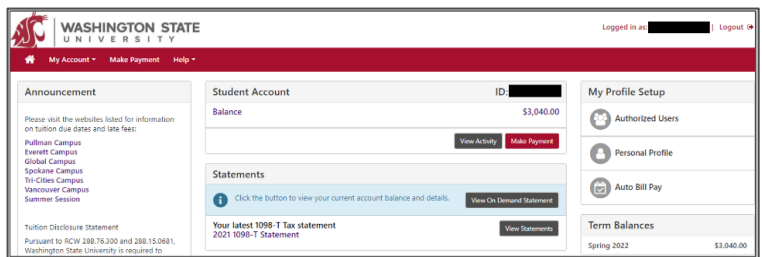 WASHINGTON STATE
UNIVERSITY
Logged in as: | Logout
My Account Make Payment Help
Announcement
Please visit the websites listed for information
on tuition due dates and late fees:
Pullman Campus
Everett Campus
Global Campus
Spokane Campus
Tri-Cities Campus
Vancouver Campus
Summer Session
Tuition Disclosure Statement
Pursuant to RCW 28B.76.300 and 28B.15.0681,
Washington State University is required to
Student Account ID:
Balance $3,040.00
View Activity Make Payment
Statements
Click the button to view your current account balance and details. View On Demand Statement
Your latest 1098-T Tax statement
2021 1098-T Statement
View Statements
My Profile Setup
Authorized Users
Personal Profile
Auto Bill Pay
Term Balances
Spring 2022 $3,040.00